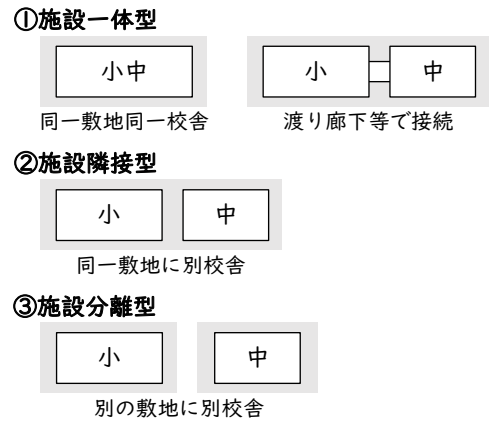 ①施設一体型
小中
小
中
同一敷地同一校舎
渡り廊下等で接続
②施設隣接型
小
中
同一敷地に別校舎
③施設分離型
小
中
別の敷地に別校舎